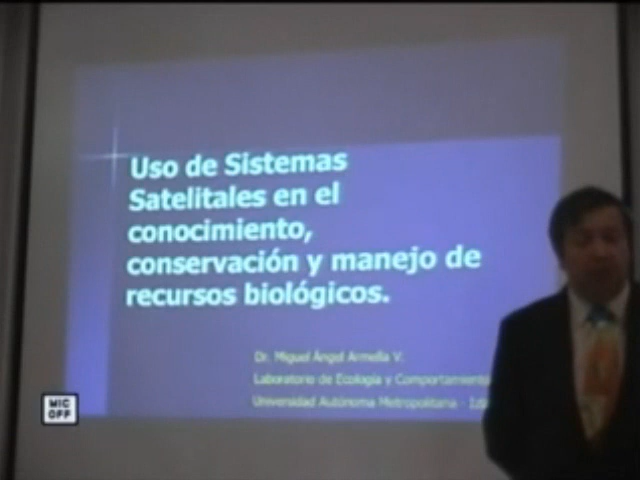 Uso de Sistemas
Satelitales en el
conocimiento,
conservación y manejo de
recursos biológicos.
Dr. Miguel Ángel Armella V.
Laboratorio de Ecología y Comportamiento
Universidad Autónoma Metropolitana -
MIC
OFF